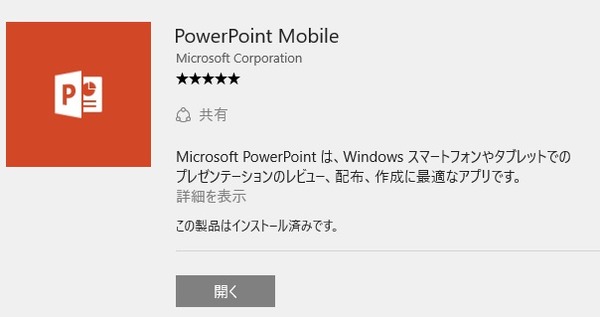 PowerPoint Mobile
Microsoft Corporation
★★★★★
共有
P
Microsoft PowerPoint は、Windows スマートフォンやタブレットでの
プレゼンテーションのレビュー、配布、作成に最適なアプリです。
詳細を表示
この製品はインストール済みです。
開く